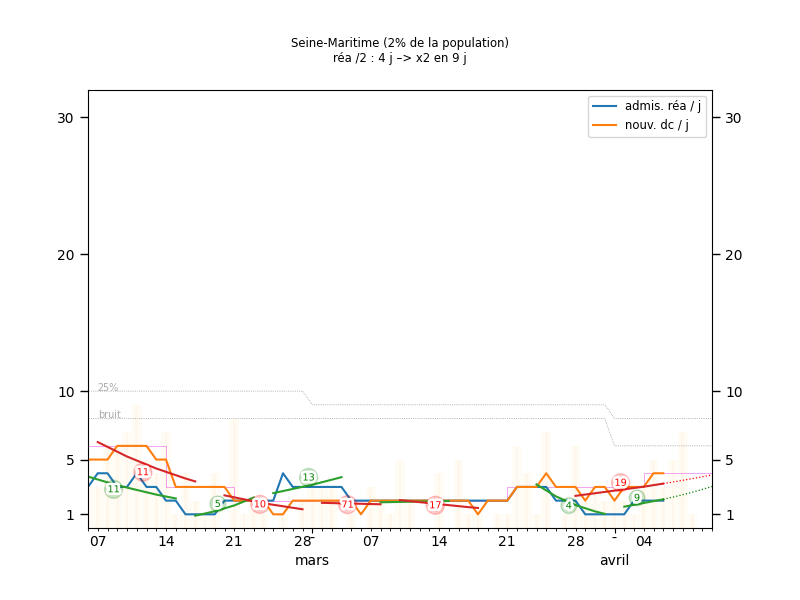 Seine-Maritime (2% de la population)
réa /2 : 4 j –> x2 en 9 j
admis. réa / j
nouv. dc / j
30 30
20 20
10 10
5 5
1 1
25%
bruit
11 11 5 10 13 71 17 4 19 9
07 14 21 28 07 14 21 28 04
mars avril